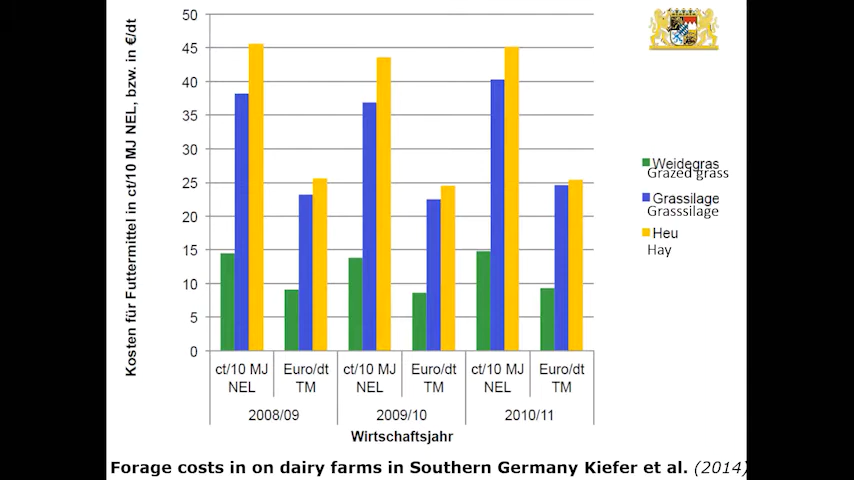 Kosten für Futtermittel in ct/10 MJ NEL, bzw. in €/dt
50
45
40
35
30
25
20
15
10
5
0
ct/10 MJ NEL
Euro/dt TM
ct/10 MJ NEL
Euro/dt TM
ct/10 MJ NEL
Euro/dt TM
2008/09
2009/10
2010/11
Wirtschaftsjahr
Weidegras
Grazed grass
Grassilage
Grasssilage
Heu
Hay
Forage costs in on dairy farms in Southern Germany Kiefer et al. (2014)